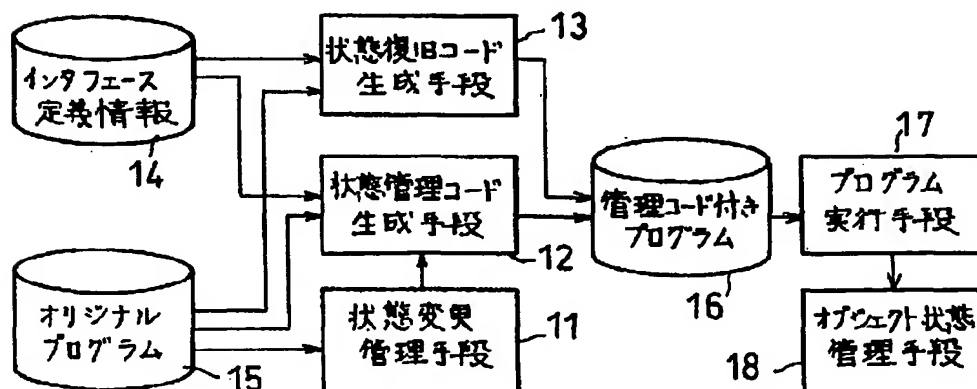 インタフェース
定義情報
14
状態復旧コード
生成手段
13
状態管理コード
生成手段
12
オリジナル
プログラム
15
状態変更
管理手段
11
管理コード付き
プログラム
16
17
プログラム
実行手段
オブジェクト状態
管理手段
18